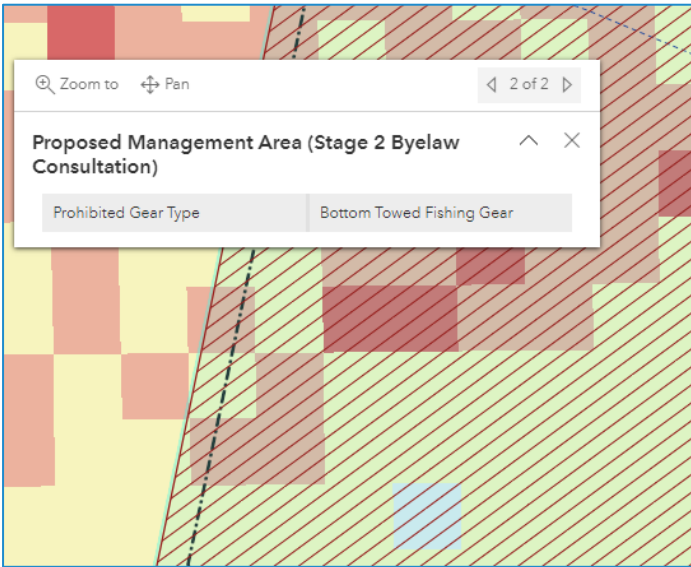 Zoom to Pan 2 of 2
Proposed Management Area (Stage 2 Byelaw
Consultation)
Prohibited Gear Type Bottom Towed Fishing Gear